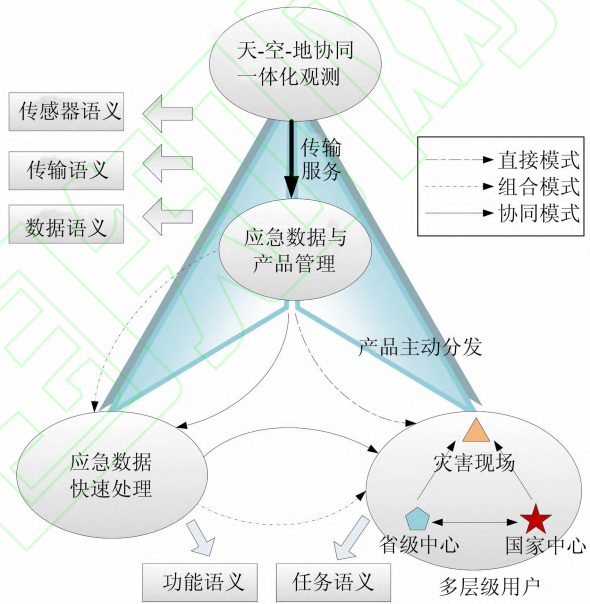 天-空-地协同
一体化观测
传感器语义
传输语义
数据语义
传输
服务
直接模式
组合模式
协同模式
应急数据与
产品管理
产品主动分发
应急数据
快速处理
灾害现场
省级中心
国家中心
多层级用户
功能语义
任务语义